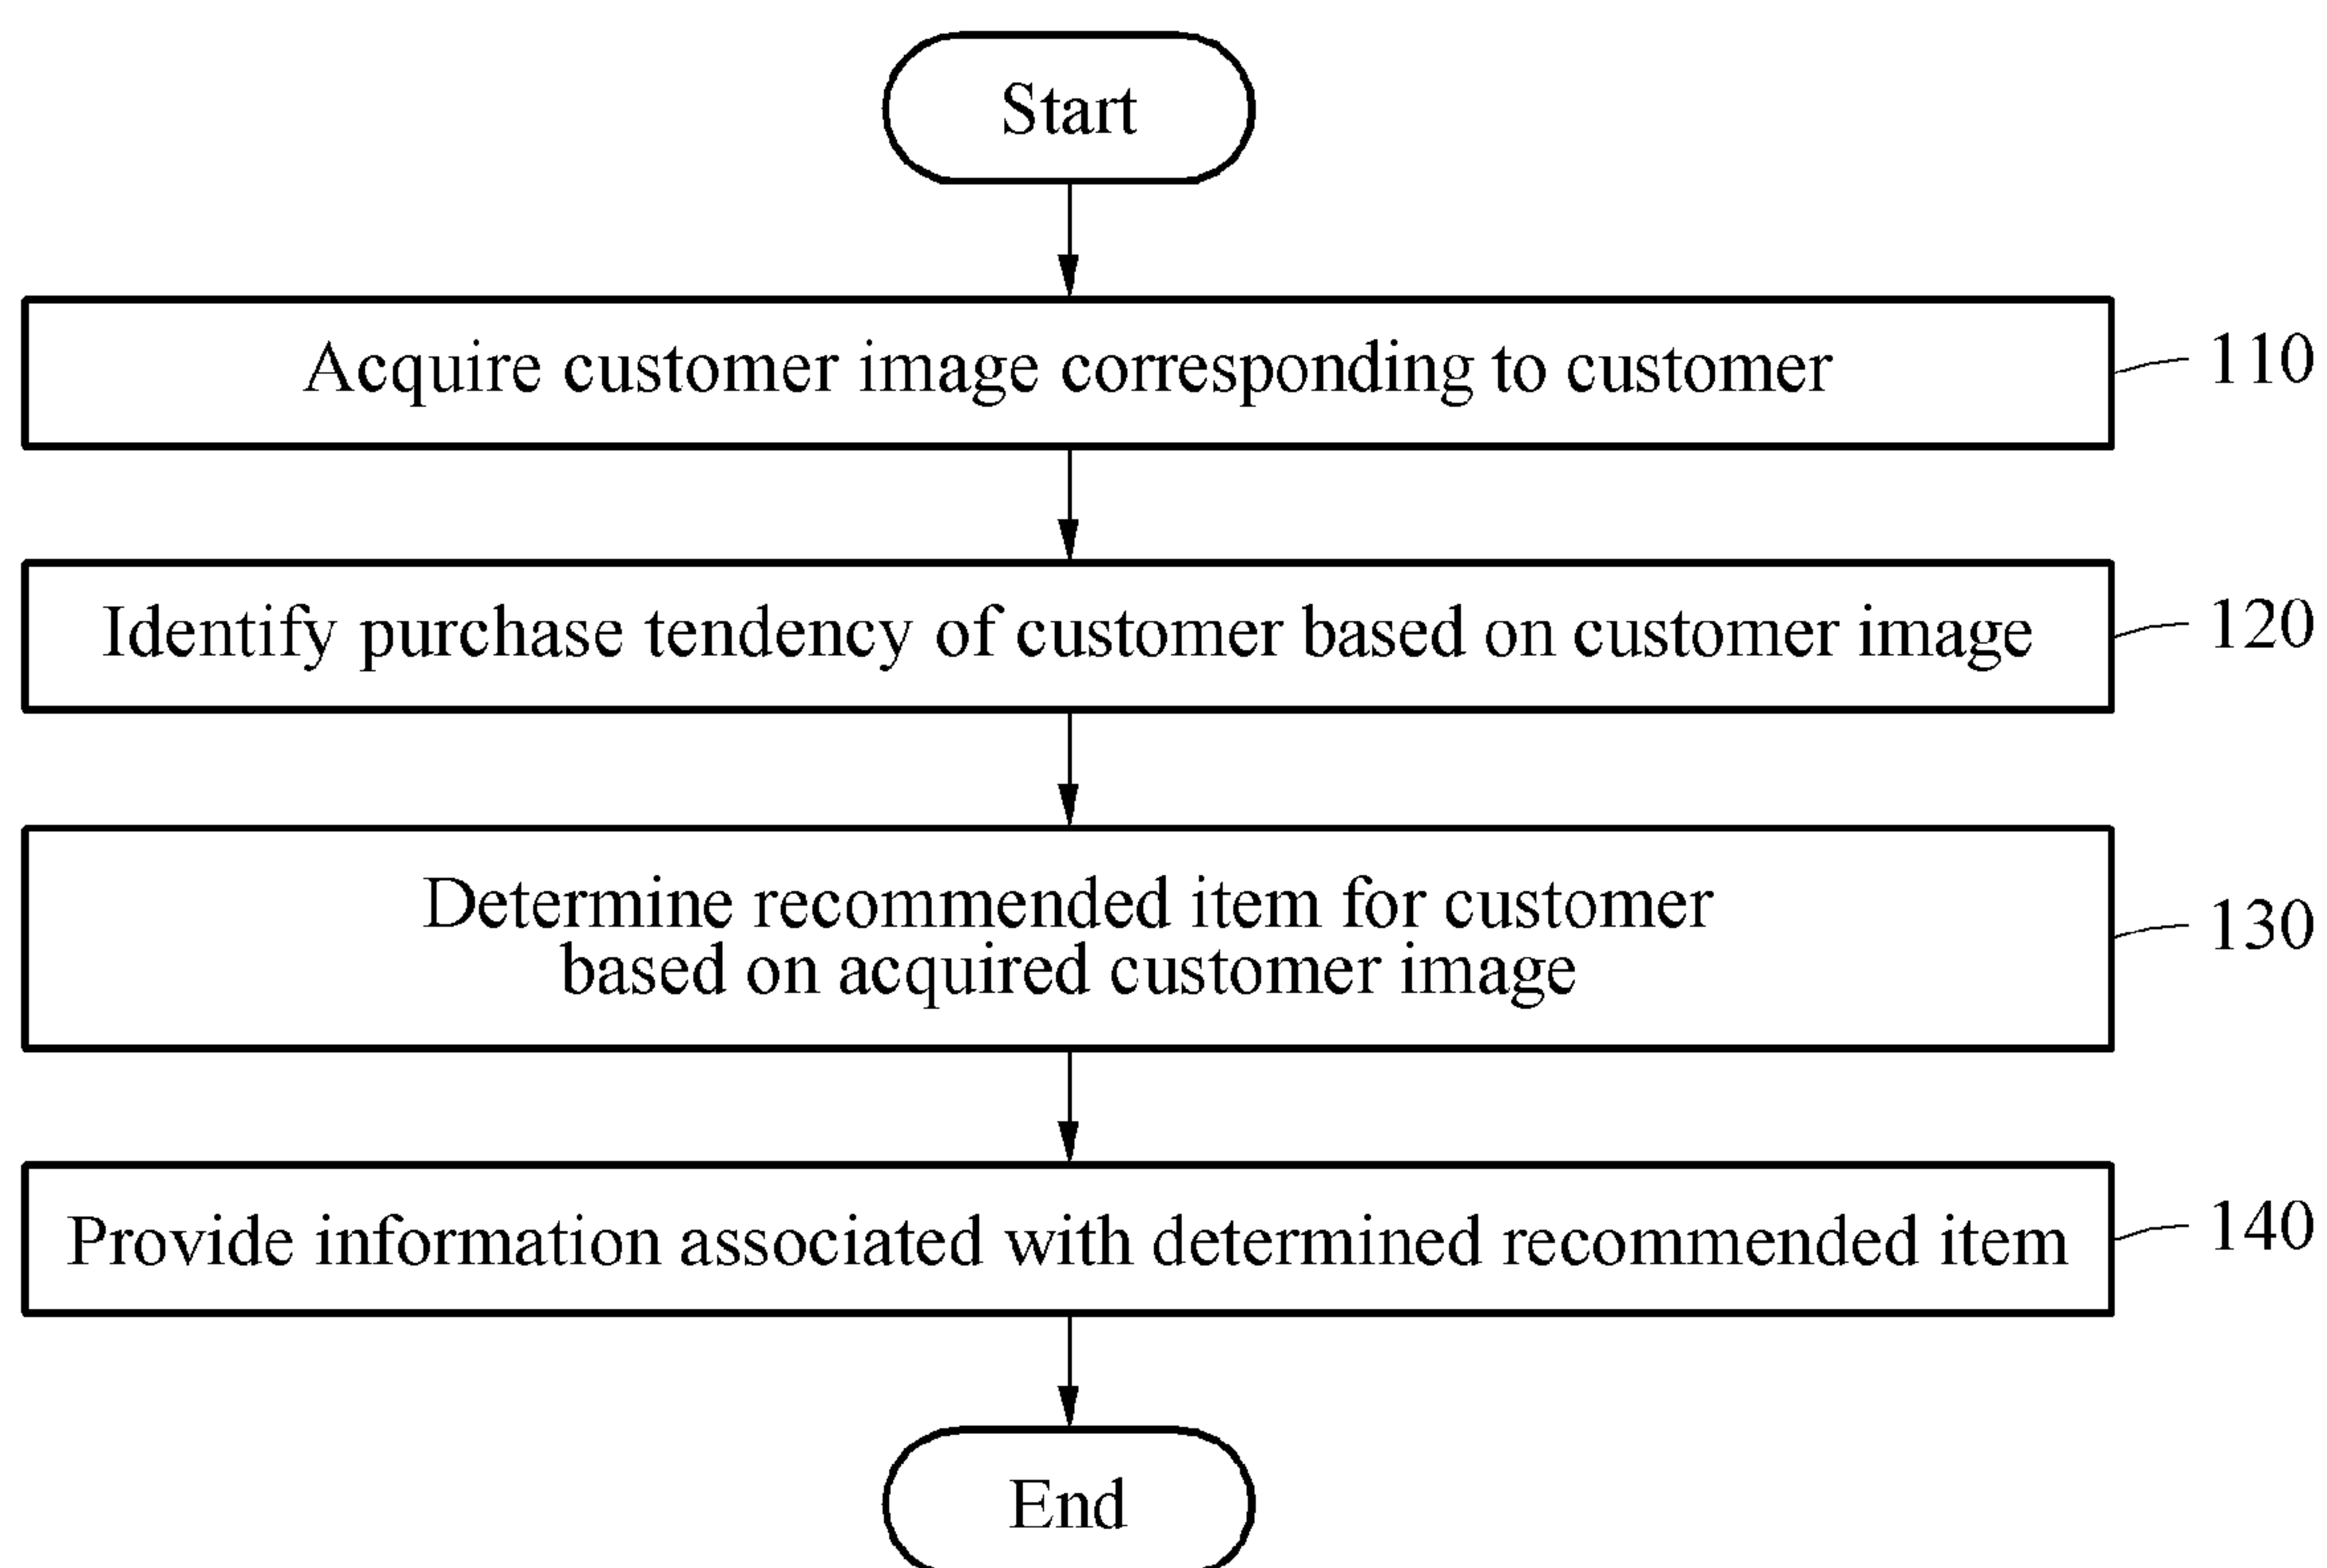 Start
Acquire customer image corresponding to customer
110
Identify purchase tendency of customer based on customer image
120
Determine recommended item for customer
based on acquired customer image
130
Provide information associated with determined recommended item
140
End